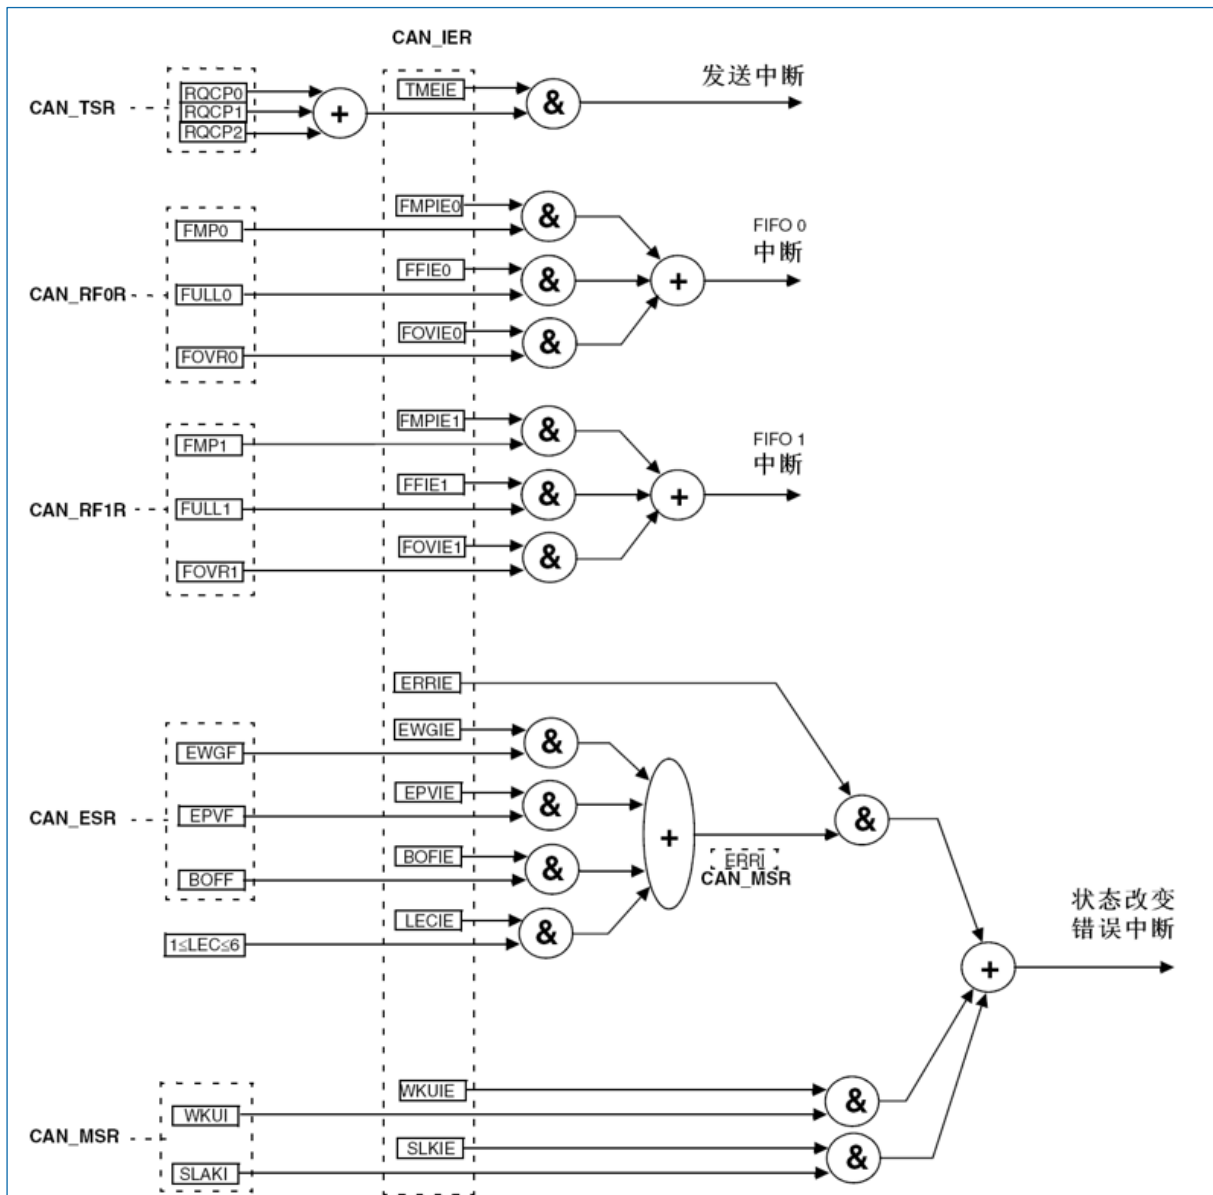 CAN_IER
发送中断
CAN_TSR
RQCP0
RQCP1
RQCP2
+
TMEIE
&
CAN_RF0R
FMP0
FULL0
FOVR0
FMPIE0
FFIE0
FOVIE0
&
&
&
+
FIFO 0
中断
CAN_RF1R
FMP1
FULL1
FOVR1
FMPIE1
FFIE1
FOVIE1
&
&
&
+
FIFO 1
中断
ERRIE
CAN_ESR
EWGF
EPVF
BOFF
1≤LEC≤6
EWGIE
EPVIE
BOFIE
LECIE
&
&
&
&
+
ERRI
CAN_MSR
&
状态改变
错误中断
+
CAN_MSR
WKUI
SLAKI
WKUIE
SLKIE
&
&